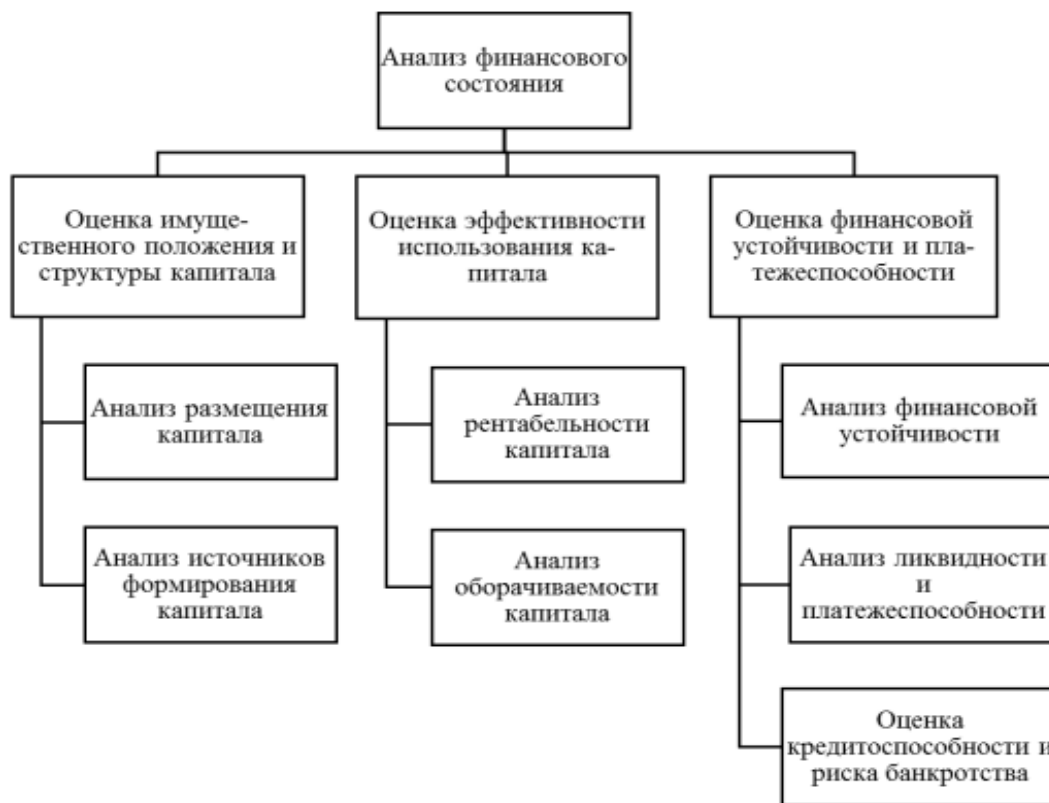 Анализ финансового
состояния
Оценка имуще-
ственного положения и
структуры капитала
Оценка эффективности
использования ка-
питала
Оценка финансовой
устойчивости и пла-
тежеспособности
Анализ размещения
капитала
Анализ источников
формирования
капитала
Анализ
рентабельности
капитала
Анализ
оборачиваемости
капитала
Анализ финансовой
устойчивости
Анализ ликвидности
и
платежеспособности
Оценка
кредитоспособности и
риска банкротства